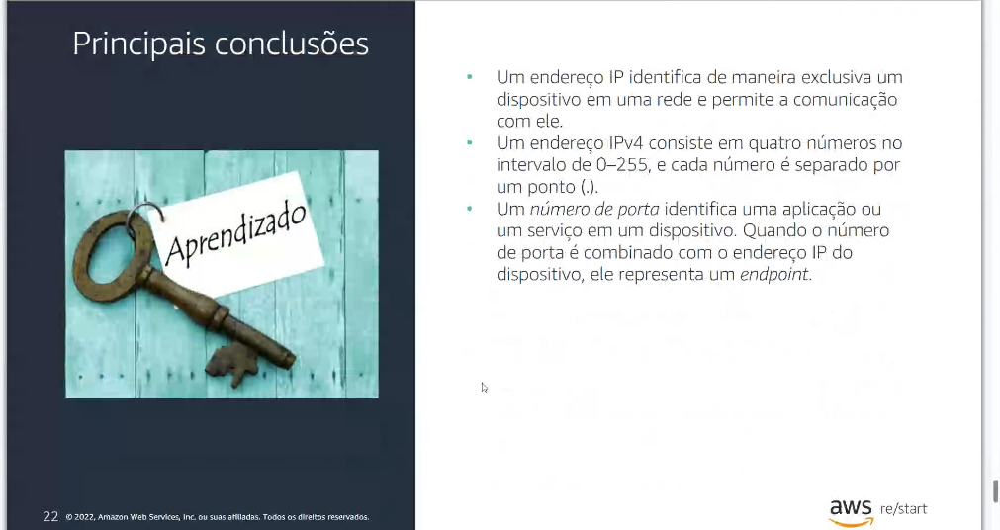 Principais conclusões
Aprendizado
• Um endereço IP identifica de maneira exclusiva um
dispositivo em uma rede e permite a comunicação
com ele.
• Um endereço IPv4 consiste em quatro números no
intervalo de 0–255, e cada número é separado por
um ponto (.).
• Um número de porta identifica uma aplicação ou
um serviço em um dispositivo. Quando o número
de porta é combinado com o endereço IP do
dispositivo, ele representa um endpoint.
22 © 2022, Amazon Web Services, Inc. ou suas afiliadas. Todos os direitos reservados.
aws re/start